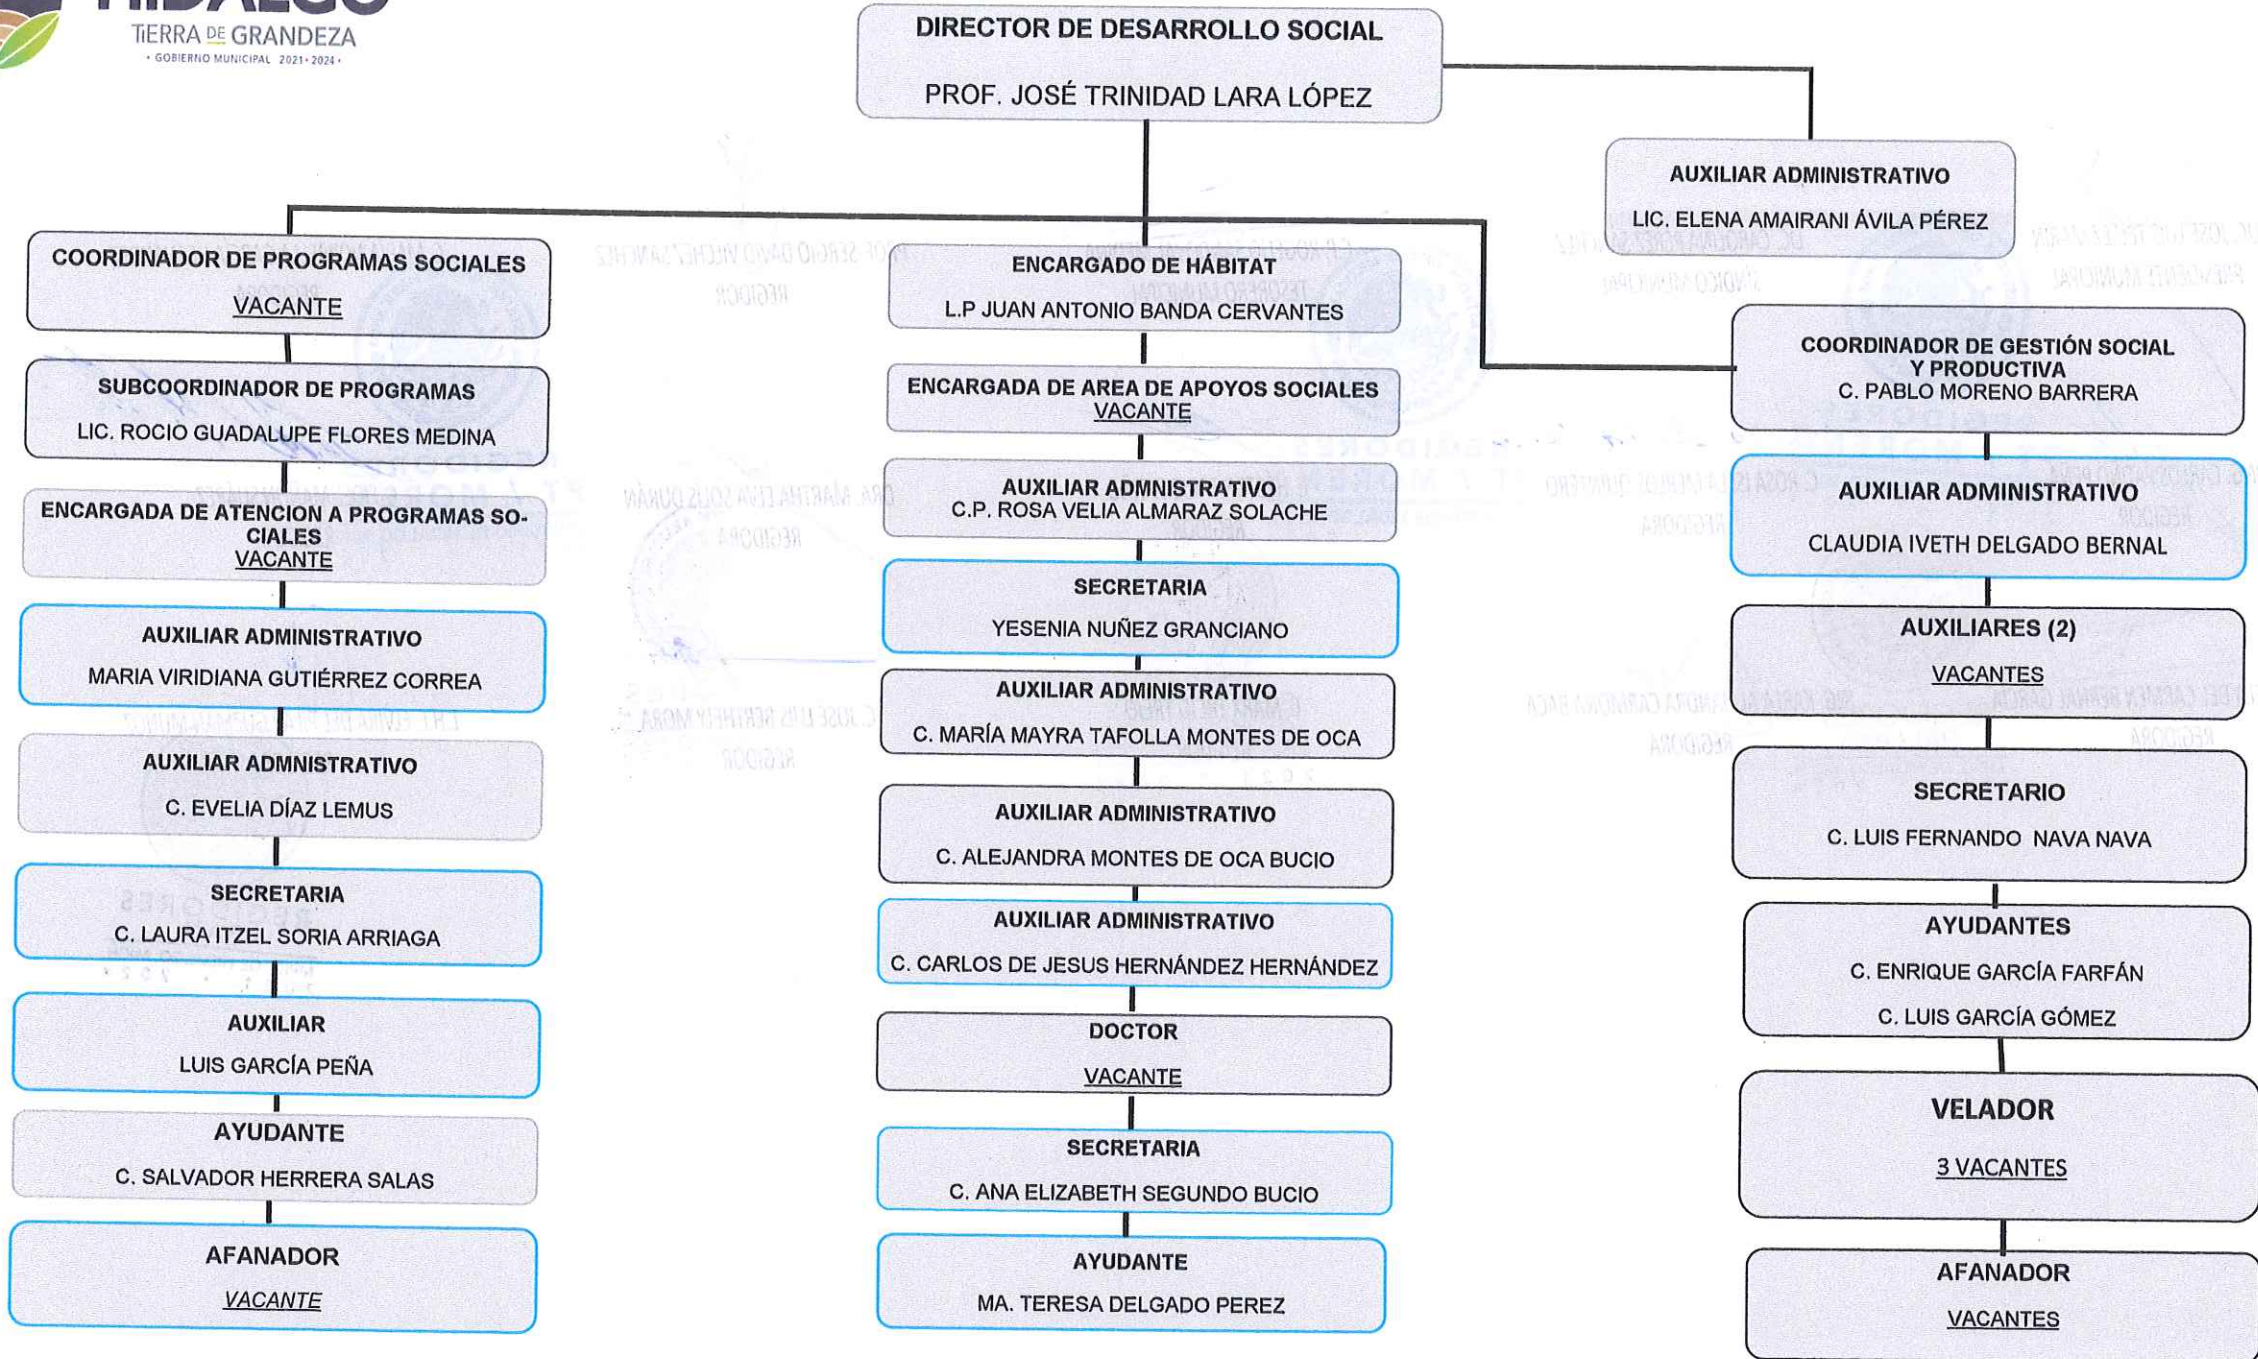 HIDALGO
TIERRA DE GRANDEZA
• GOBIERNO MUNICIPAL 2021•2024 •
DIRECTOR DE DESARROLLO SOCIAL
PROF. JOSÉ TRINIDAD LARA LÓPEZ
AUXILIAR ADMINISTRATIVO
LIC. ELENA AMAIRANI ÁVILA PÉREZ
COORDINADOR DE PROGRAMAS SOCIALES
VACANTE
SUBCOORDINADOR DE PROGRAMAS
LIC. ROCIO GUADALUPE FLORES MEDINA
ENCARGADA DE ATENCION A PROGRAMAS SO-
CIALES
VACANTE
AUXILIAR ADMINISTRATIVO
MARIA VIRIDIANA GUTIÉRREZ CORREA
AUXILIAR ADMNISTRATIVO
C. EVELIA DÍAZ LEMUS
SECRETARIA
C. LAURA ITZEL SORIA ARRIAGA
AUXILIAR
LUIS GARCÍA PEÑA
AYUDANTE
C. SALVADOR HERRERA SALAS
AFANADOR
VACANTE
ENCARGADO DE HÁBITAT
L.P JUAN ANTONIO BANDA CERVANTES
ENCARGADA DE AREA DE APOYOS SOCIALES
VACANTE
AUXILIAR ADMINISTRATIVO
C.P. ROSA VELIA ALMARAZ SOLACHE
SECRETARIA
YESENIA NUÑEZ GRANCIANO
AUXILIAR ADMINISTRATIVO
C. MARÍA MAYRA TAFOLLA MONTES DE OCA
AUXILIAR ADMINISTRATIVO
C. ALEJANDRA MONTES DE OCA BUCIO
AUXILIAR ADMINISTRATIVO
C. CARLOS DE JESUS HERNÁNDEZ HERNÁNDEZ
DOCTOR
VACANTE
SECRETARIA
C. ANA ELIZABETH SEGUNDO BUCIO
AYUDANTE
MA. TERESA DELGADO PEREZ
COORDINADOR DE GESTIÓN SOCIAL
Y PRODUCTIVA
C. PABLO MORENO BARRERA
AUXILIAR ADMINISTRATIVO
CLAUDIA IVETH DELGADO BERNAL
AUXILIARES (2)
VACANTES
SECRETARIO
C. LUIS FERNANDO NAVA NAVA
AYUDANTES
C. ENRIQUE GARCÍA FARFÁN
C. LUIS GARCÍA GÓMEZ
VELADOR
3 VACANTES
AFANADOR
VACANTES